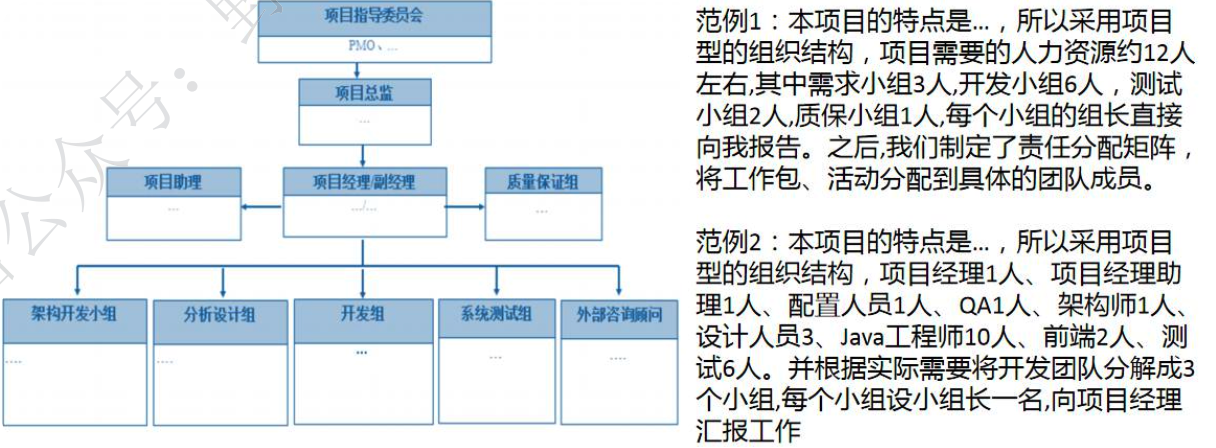 项目指导委员会
PMO、...
项目总监
...
项目助理
...
项目经理/副经理
.../...
质量保证组
...
架构开发小组
....
分析设计组
....
开发组
...
系统测试组
...
外部咨询顾问
....
公众号：
范例1：本项目的特点是...，所以采用项目
型的组织结构，项目需要的人力资源约12人
左右,其中需求小组3人,开发小组6人，测试
小组2人,质保小组1人,每个小组的组长直接
向我报告。之后,我们制定了责任分配矩阵，
将工作包、活动分配到具体的团队成员。
范例2：本项目的特点是...，所以采用项目
型的组织结构，项目经理1人、项目经理助
理1人、配置人员1人、QA1人、架构师1人、
设计人员3、Java工程师10人、前端2人、测
试6人。并根据实际需要将开发团队分解成3
个小组,每个小组设小组长一名,向项目经理
汇报工作